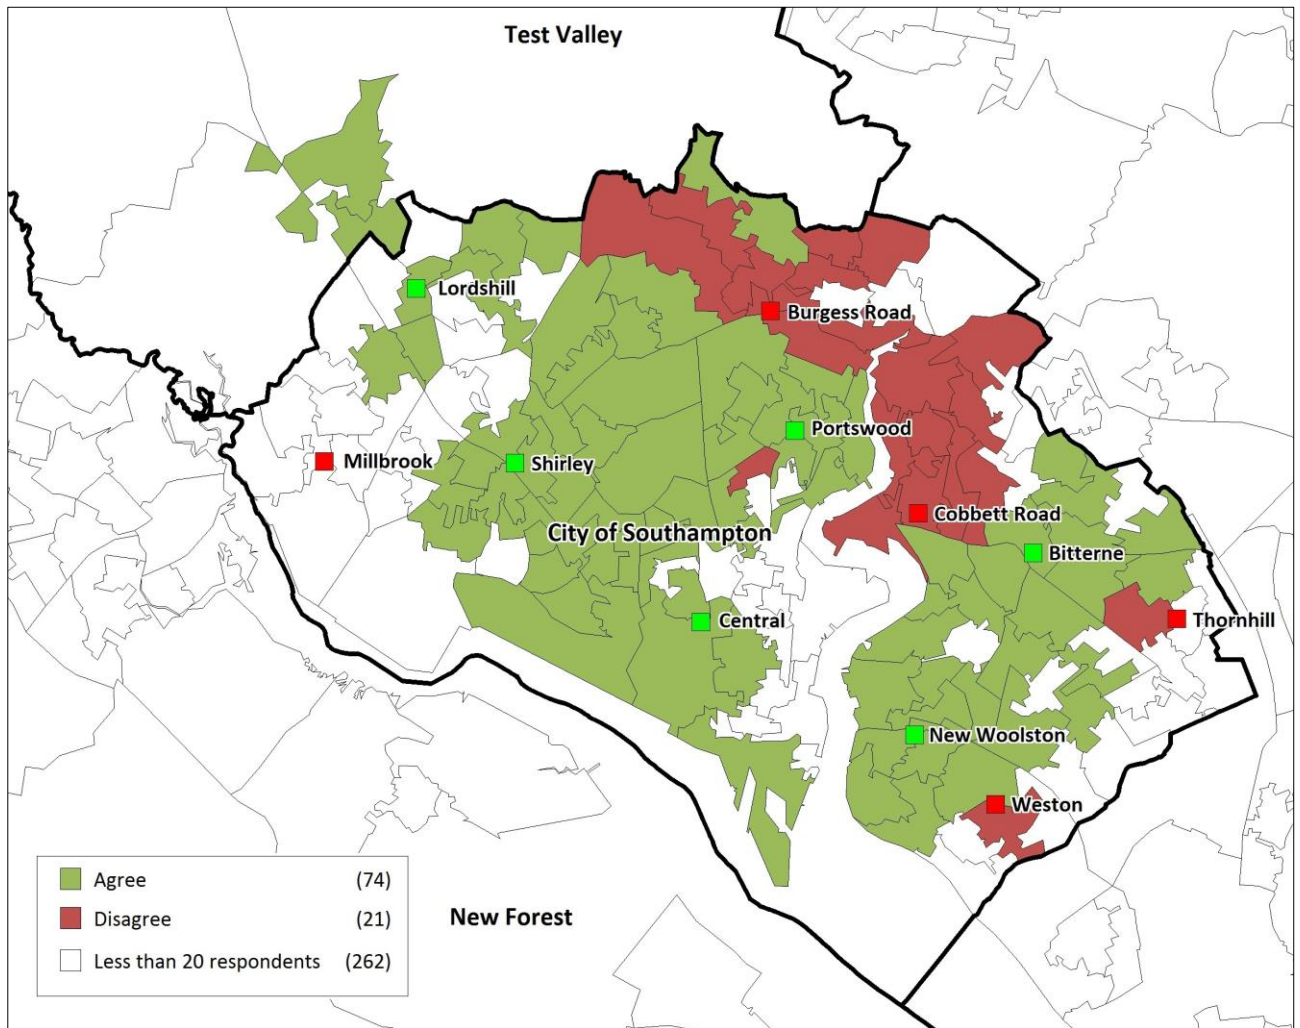 Test Valley
Lordshill
Burgess Road
Portswood
Millbrook
Shirley
Cobbett Road
City of Southampton
Bitterne
Central
Thornhill
New Woolston
Weston
Agree (74)
Disagree (21)
Less than 20 respondents (262)
New Forest